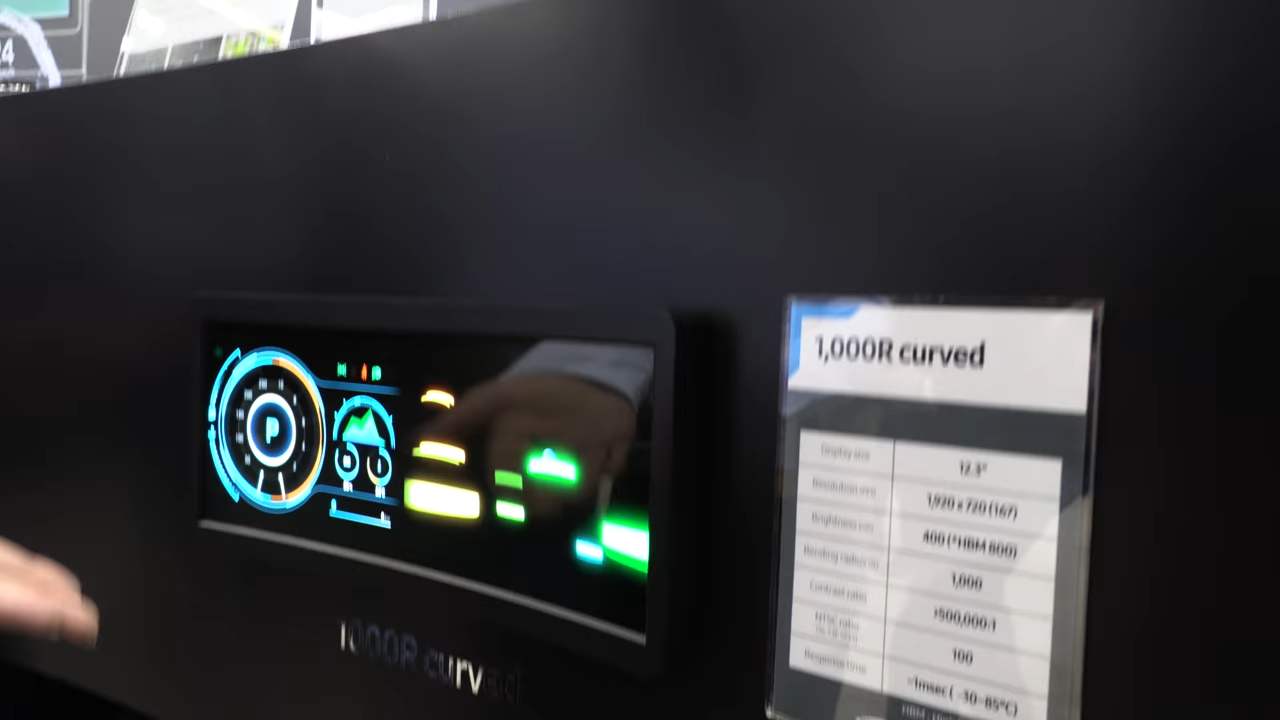 P
1000R curved
1,000R curved
Display size 12.3"
Resolution 1,920 x 720 (167)
Brightness 400 (*HBM 800)
Bending radius 1,000
Contrast ratio >500,000:1
NTSC ratio 100
Response time ~1msec ( -30~85°C)